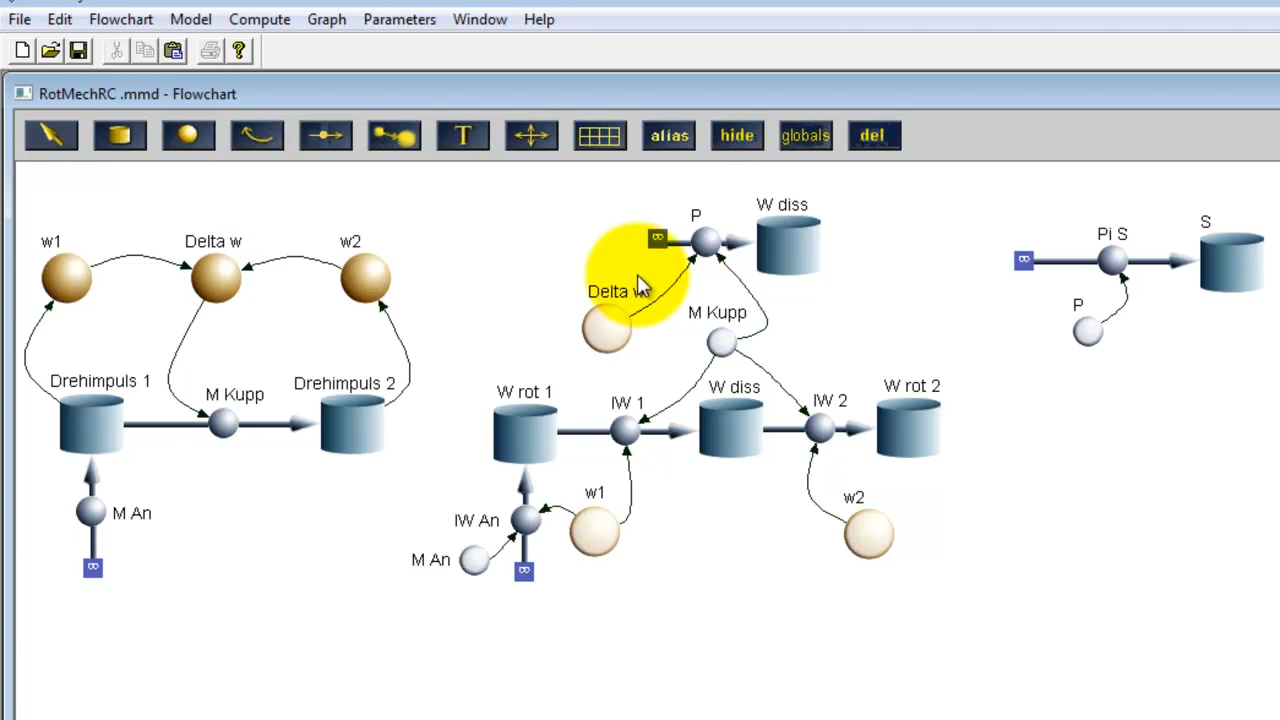 File Edit Flowchart Model Compute Graph Parameters Window Help
RotMechRC .mmd - Flowchart
T alias hide globals del
w1 Delta w w2
Drehimpuls 1 M Kupp Drehimpuls 2
M An
P W diss
Delta w
M Kupp
W rot 1 IW 1 W diss IW 2 W rot 2
w1 w2
IW An
M An
Pi S S
P